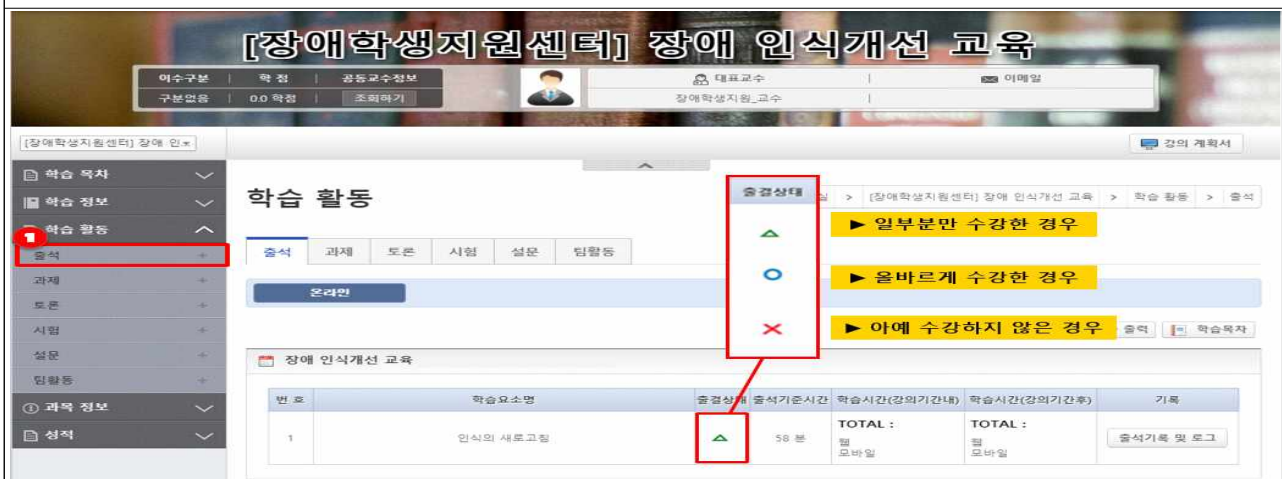 [장애학생지원센터] 장애 인식개선 교육
이수구분 | 학 점 | 공동교수정보
구분없음 | 0.0 학점 | 조회하기
대표교수 | 이메일
장애학생지원_교수 |
[장애학생지원센터] 장애 인
강의 계획서
학습 목차
학습 정보
학습 활동
1
출석
과제
토론
시험
설문
팀활동
과목 정보
성적
학습 활동
> [장애학생지원센터] 장애 인식개선 교육 > 학습 활동 > 출석
출석 과제 토론 시험 설문 팀활동
온라인
출결상태
▶ 일부분만 수강한 경우
▶ 올바르게 수강한 경우
▶ 아예 수강하지 않은 경우
출력 학습목차
장애 인식개선 교육
번 호 학습요소명 출결상태 출석기준시간 학습시간(강의기간내) 학습시간(강의기간후) 기록
1 인식의 새로고침 58 분 TOTAL : TOTAL : 출석기록 및 로그
웹 웹
모바일 모바일